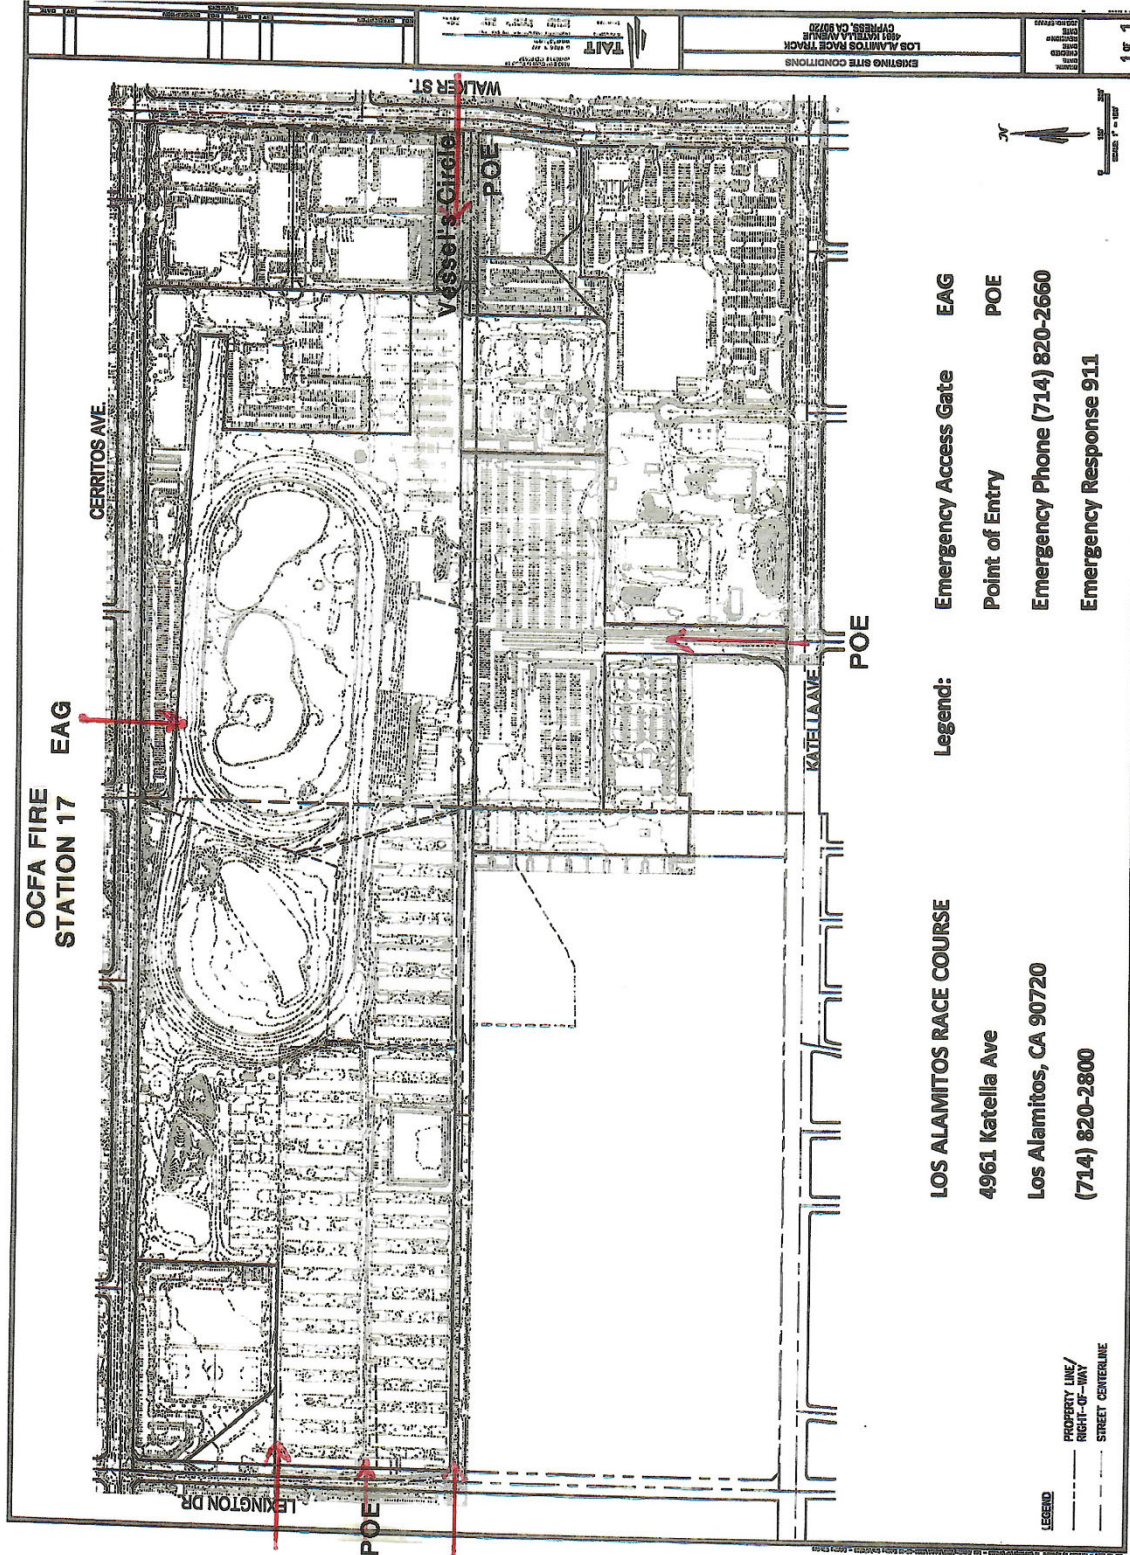 OCFA FIRE
STATION 17
EAG
CERRITOS AVE.
LEXINGTON DR.
POE
WALKER ST.
Vessel's Circle
POE
KATELLA AVE.
POE
N
LOS ALAMITOS RACE COURSE
4961 Katella Ave
Los Alamitos, CA 90720
(714) 820-2800
Legend:
Emergency Access Gate EAG
Point of Entry POE
Emergency Phone (714) 820-2660
Emergency Response 911
LEGEND
PROPERTY LINE/
RIGHT-OF-WAY
STREET CENTERLINE
EXISTING SITE CONDITIONS
LOS ALAMITOS RACE TRACK
4961 KATELLA AVENUE
CYPRESS, CA 90720
TAIT
REVISIONS
1 OF 1